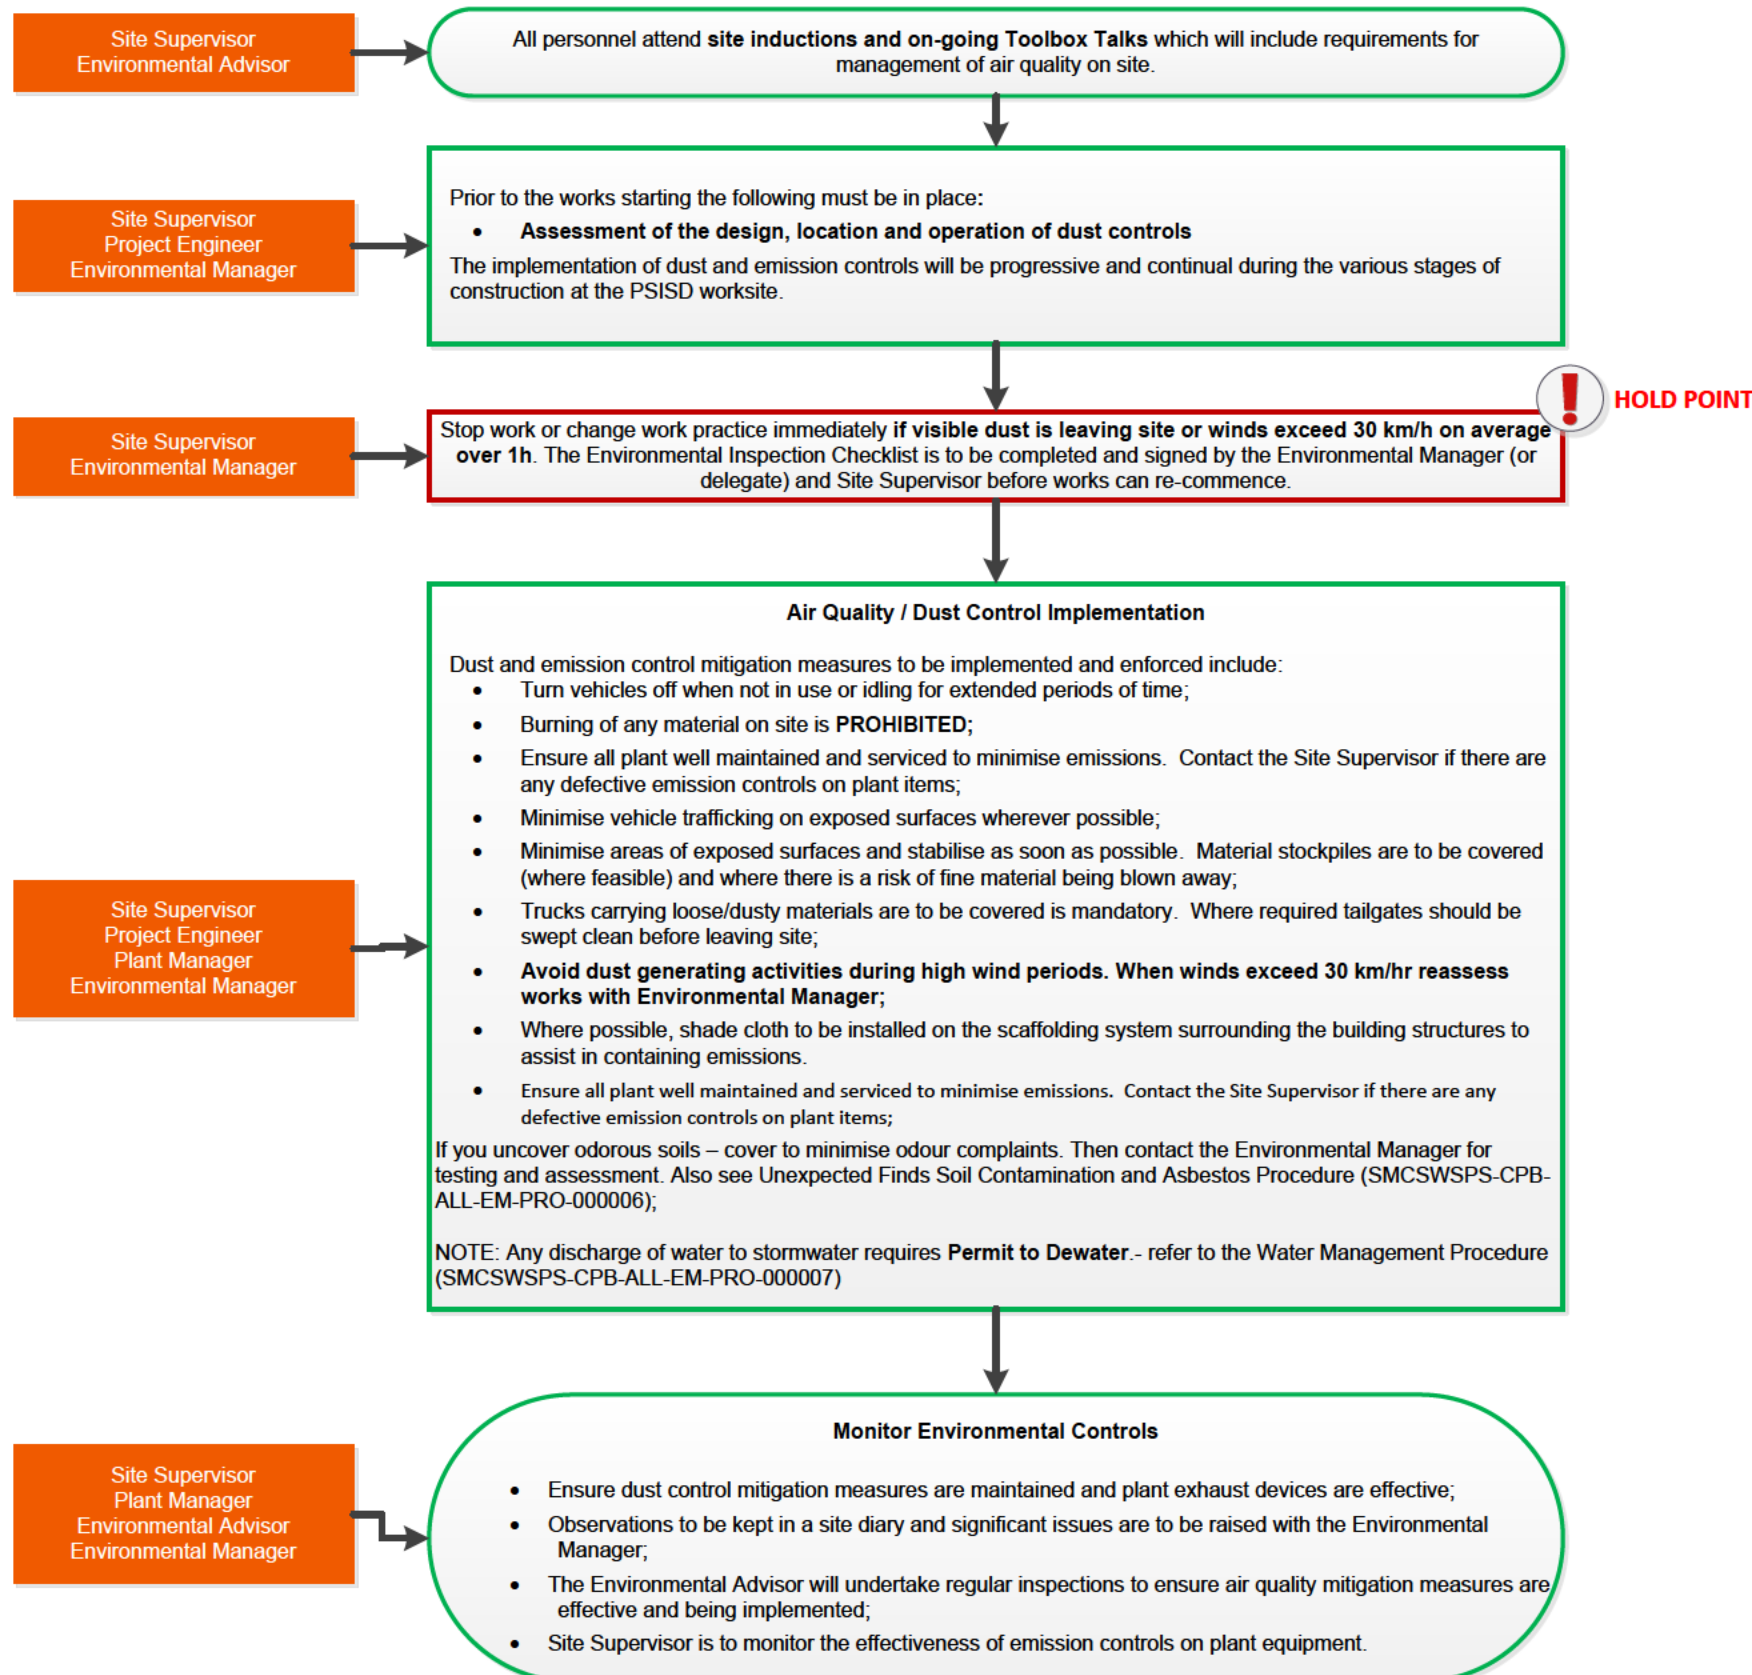 Site Supervisor
Environmental Advisor
All personnel attend site inductions and on-going Toolbox Talks which will include requirements for
management of air quality on site.
Site Supervisor
Project Engineer
Environmental Manager
Prior to the works starting the following must be in place:
• Assessment of the design, location and operation of dust controls
The implementation of dust and emission controls will be progressive and continual during the various stages of
construction at the PSISD worksite.
HOLD POINT
Site Supervisor
Environmental Manager
Stop work or change work practice immediately if visible dust is leaving site or winds exceed 30 km/h on average
over 1h. The Environmental Inspection Checklist is to be completed and signed by the Environmental Manager (or
delegate) and Site Supervisor before works can re-commence.
Site Supervisor
Project Engineer
Plant Manager
Environmental Manager
Air Quality / Dust Control Implementation
Dust and emission control mitigation measures to be implemented and enforced include:
• Turn vehicles off when not in use or idling for extended periods of time;
• Burning of any material on site is PROHIBITED;
• Ensure all plant well maintained and serviced to minimise emissions. Contact the Site Supervisor if there are
any defective emission controls on plant items;
• Minimise vehicle trafficking on exposed surfaces wherever possible;
• Minimise areas of exposed surfaces and stabilise as soon as possible. Material stockpiles are to be covered
(where feasible) and where there is a risk of fine material being blown away;
• Trucks carrying loose/dusty materials are to be covered is mandatory. Where required tailgates should be
swept clean before leaving site;
• Avoid dust generating activities during high wind periods. When winds exceed 30 km/hr reassess
works with Environmental Manager;
• Where possible, shade cloth to be installed on the scaffolding system surrounding the building structures to
assist in containing emissions.
• Ensure all plant well maintained and serviced to minimise emissions. Contact the Site Supervisor if there are any
defective emission controls on plant items;
If you uncover odorous soils – cover to minimise odour complaints. Then contact the Environmental Manager for
testing and assessment. Also see Unexpected Finds Soil Contamination and Asbestos Procedure (SMCSWSPS-CPB-
ALL-EM-PRO-000006);
NOTE: Any discharge of water to stormwater requires Permit to Dewater.- refer to the Water Management Procedure
(SMCSWSPS-CPB-ALL-EM-PRO-000007)
Site Supervisor
Plant Manager
Environmental Advisor
Environmental Manager
Monitor Environmental Controls
• Ensure dust control mitigation measures are maintained and plant exhaust devices are effective;
• Observations to be kept in a site diary and significant issues are to be raised with the Environmental
Manager;
• The Environmental Advisor will undertake regular inspections to ensure air quality mitigation measures are
effective and being implemented;
• Site Supervisor is to monitor the effectiveness of emission controls on plant equipment.